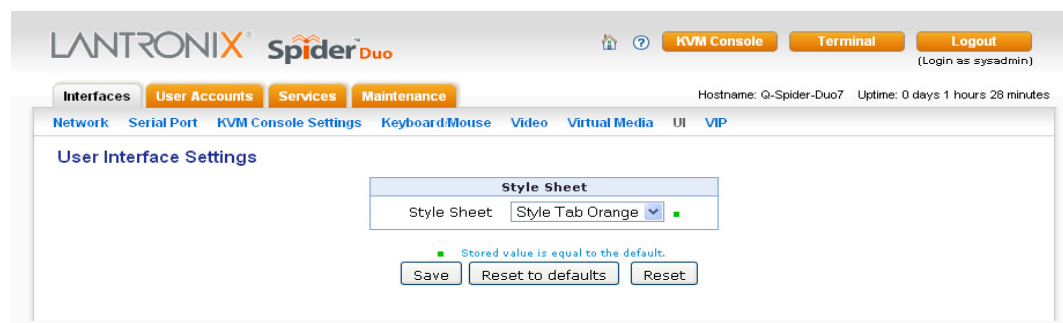 LANTRONIX® Spider™ Duo
KVM Console Terminal Logout
(Login as sysadmin)
Interfaces User Accounts Services Maintenance Hostname: Q-Spider-Duo7 Uptime: 0 days 1 hours 28 minutes
Network Serial Port KVM Console Settings Keyboard/Mouse Video Virtual Media UI VIP
User Interface Settings
Style Sheet
Style Sheet Style Tab Orange
Stored value is equal to the default.
Save Reset to defaults Reset